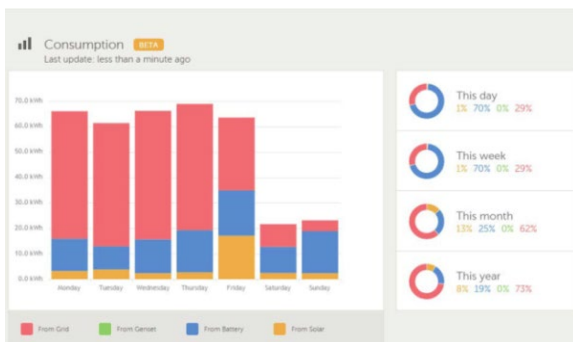 Consumption BETA
Last update: less than a minute ago
70.0 kWh
60.0 kWh
50.0 kWh
40.0 kWh
30.0 kWh
20.0 kWh
10.0 kWh
0.0 kWh
Monday Tuesday Wednesday Thursday Friday Saturday Sunday
From Grid From Genset From Battery From Solar
This day
1% 70% 0% 29%
This week
1% 70% 0% 29%
This month
13% 25% 0% 62%
This year
8% 19% 0% 73%